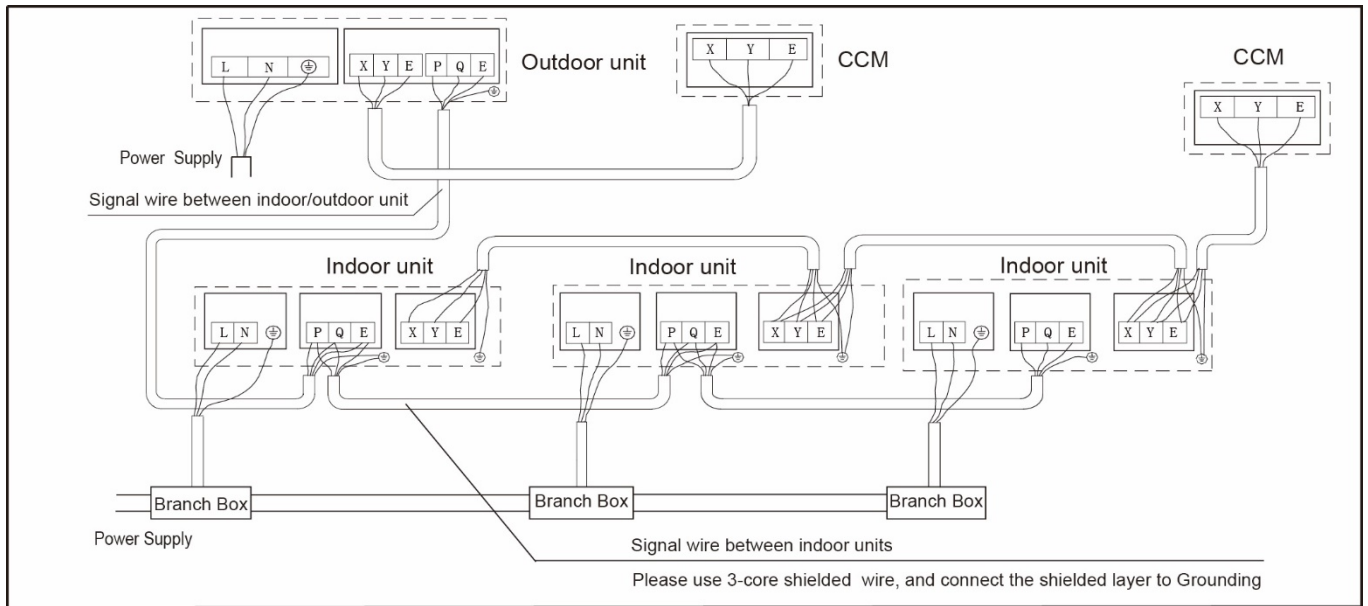 L N
X Y E P Q E
Outdoor unit
X Y E
CCM
CCM
X Y E
Power Supply
Signal wire between indoor/outdoor unit
Indoor unit
Indoor unit
Indoor unit
L N
P Q E
X Y E
L N
P Q E
X Y E
L N
P Q E
X Y E
Branch Box
Branch Box
Branch Box
Power Supply
Signal wire between indoor units
Please use 3-core shielded wire, and connect the shielded layer to Grounding